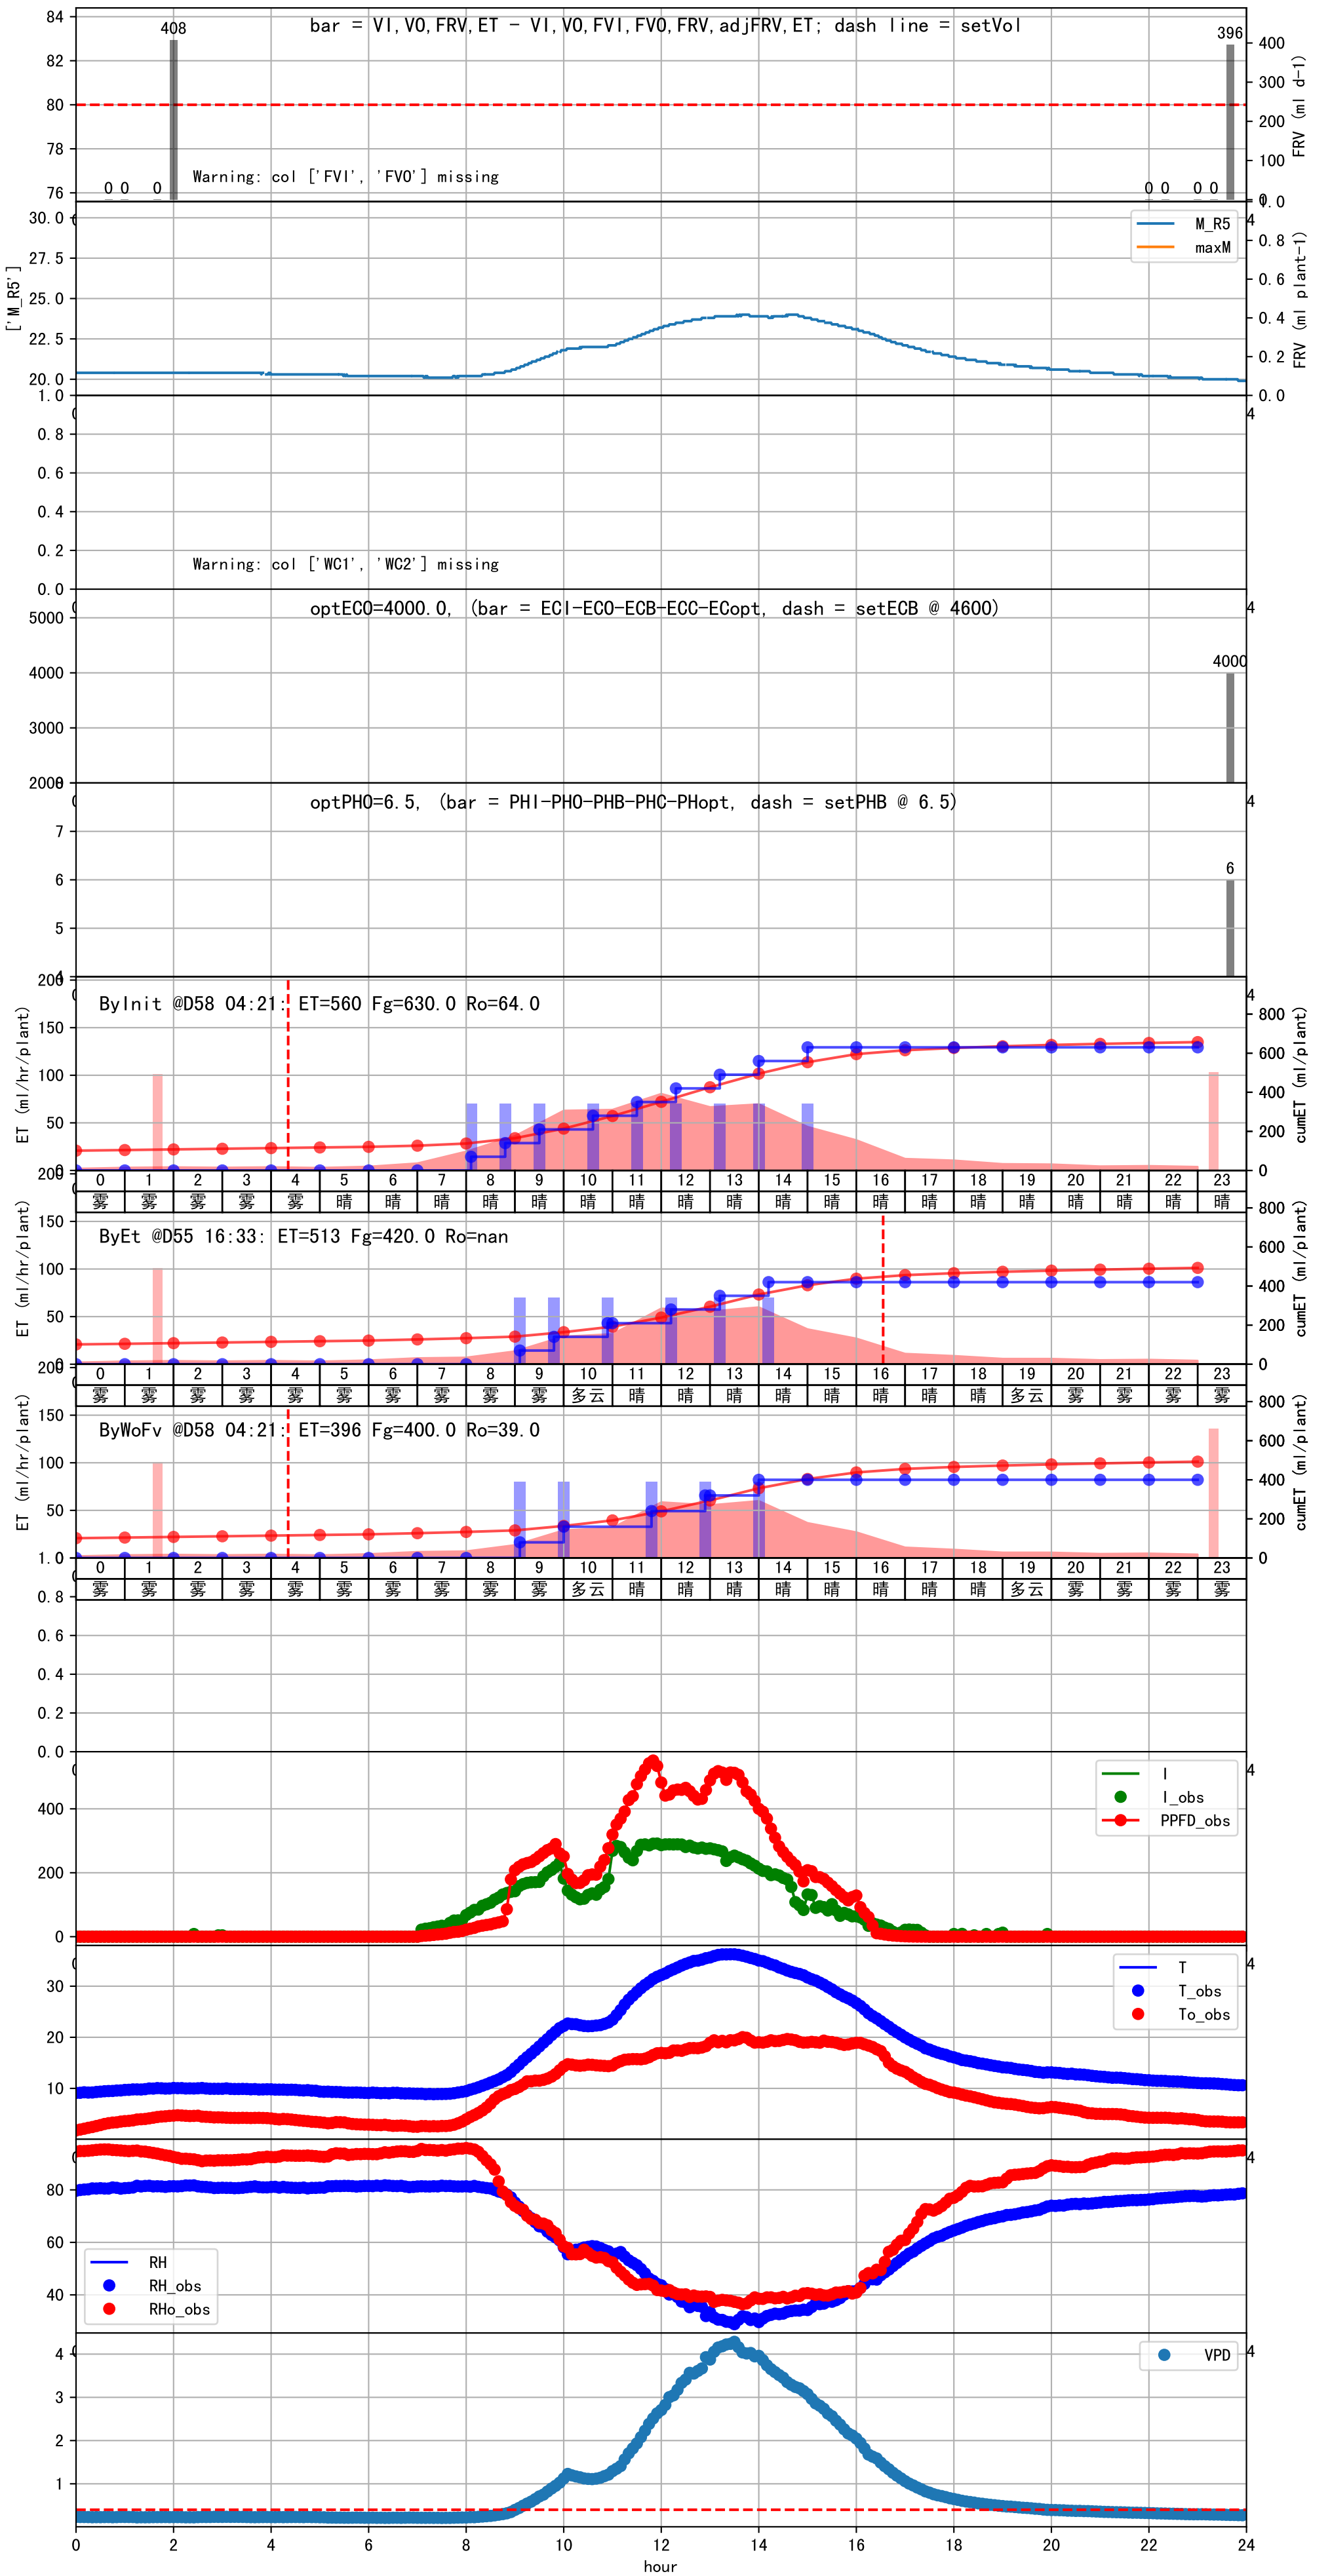 bar = VI,VO,FRV,ET - VI,VO,FVI,FVO,FRV,adjFRV,ET; dash line = setVol
408
396
84
82
80
78
76
400
300
200
100
0
FRV (ml d-1)
0 0 0
0 0 0 0
Warning: col ['FVI', 'FVO'] missing
['M_R5']
30.0
27.5
25.0
22.5
20.0
M_R5
maxM
1.0
0.8
0.6
0.4
0.2
0.0
FRV (ml plant-1)
4
1.0
0.8
0.6
0.4
0.2
0.0
4
Warning: col ['WC1', 'WC2'] missing
optECO=4000.0, (bar = ECI-ECO-ECB-ECC-ECopt, dash = setECB @ 4600)
5000
4000
3000
2000
4000
4
optPHO=6.5, (bar = PHI-PHO-PHB-PHC-PHopt, dash = setPHB @ 6.5)
7
6
5
4
6
4
ByInit @D58 04:21: ET=560 Fg=630.0 Ro=64.0
ET (ml/hr/plant)
200
150
100
50
0
4
800
600
400
200
0
cumET (ml/plant)
0 1 2 3 4 5 6 7 8 9 10 11 12 13 14 15 16 17 18 19 20 21 22 23
雾 雾 雾 雾 雾 晴 晴 晴 晴 晴 晴 晴 晴 晴 晴 晴 晴 晴 晴 晴 晴 晴 晴 晴
ByEt @D55 16:33: ET=513 Fg=420.0 Ro=nan
ET (ml/hr/plant)
200
150
100
50
0
800
600
400
200
0
cumET (ml/plant)
0 1 2 3 4 5 6 7 8 9 10 11 12 13 14 15 16 17 18 19 20 21 22 23
雾 雾 雾 雾 雾 雾 雾 雾 雾 雾 多云 晴 晴 晴 晴 晴 晴 晴 晴 多云 雾 雾 雾 雾
ByWoFv @D58 04:21: ET=396 Fg=400.0 Ro=39.0
ET (ml/hr/plant)
200
150
100
50
800
600
400
200
0
cumET (ml/plant)
0 1 2 3 4 5 6 7 8 9 10 11 12 13 14 15 16 17 18 19 20 21 22 23
雾 雾 雾 雾 雾 雾 雾 雾 雾 雾 多云 晴 晴 晴 晴 晴 晴 晴 晴 多云 雾 雾 雾 雾
1.0
0.8
0.6
0.4
0.2
0.0
4
I
I_obs
PPFD_obs
400
200
0
4
T
T_obs
To_obs
30
20
10
4
RH
RH_obs
RHo_obs
80
60
40
4
VPD
4
3
2
1
0 2 4 6 8 10 12 14 16 18 20 22 24
hour